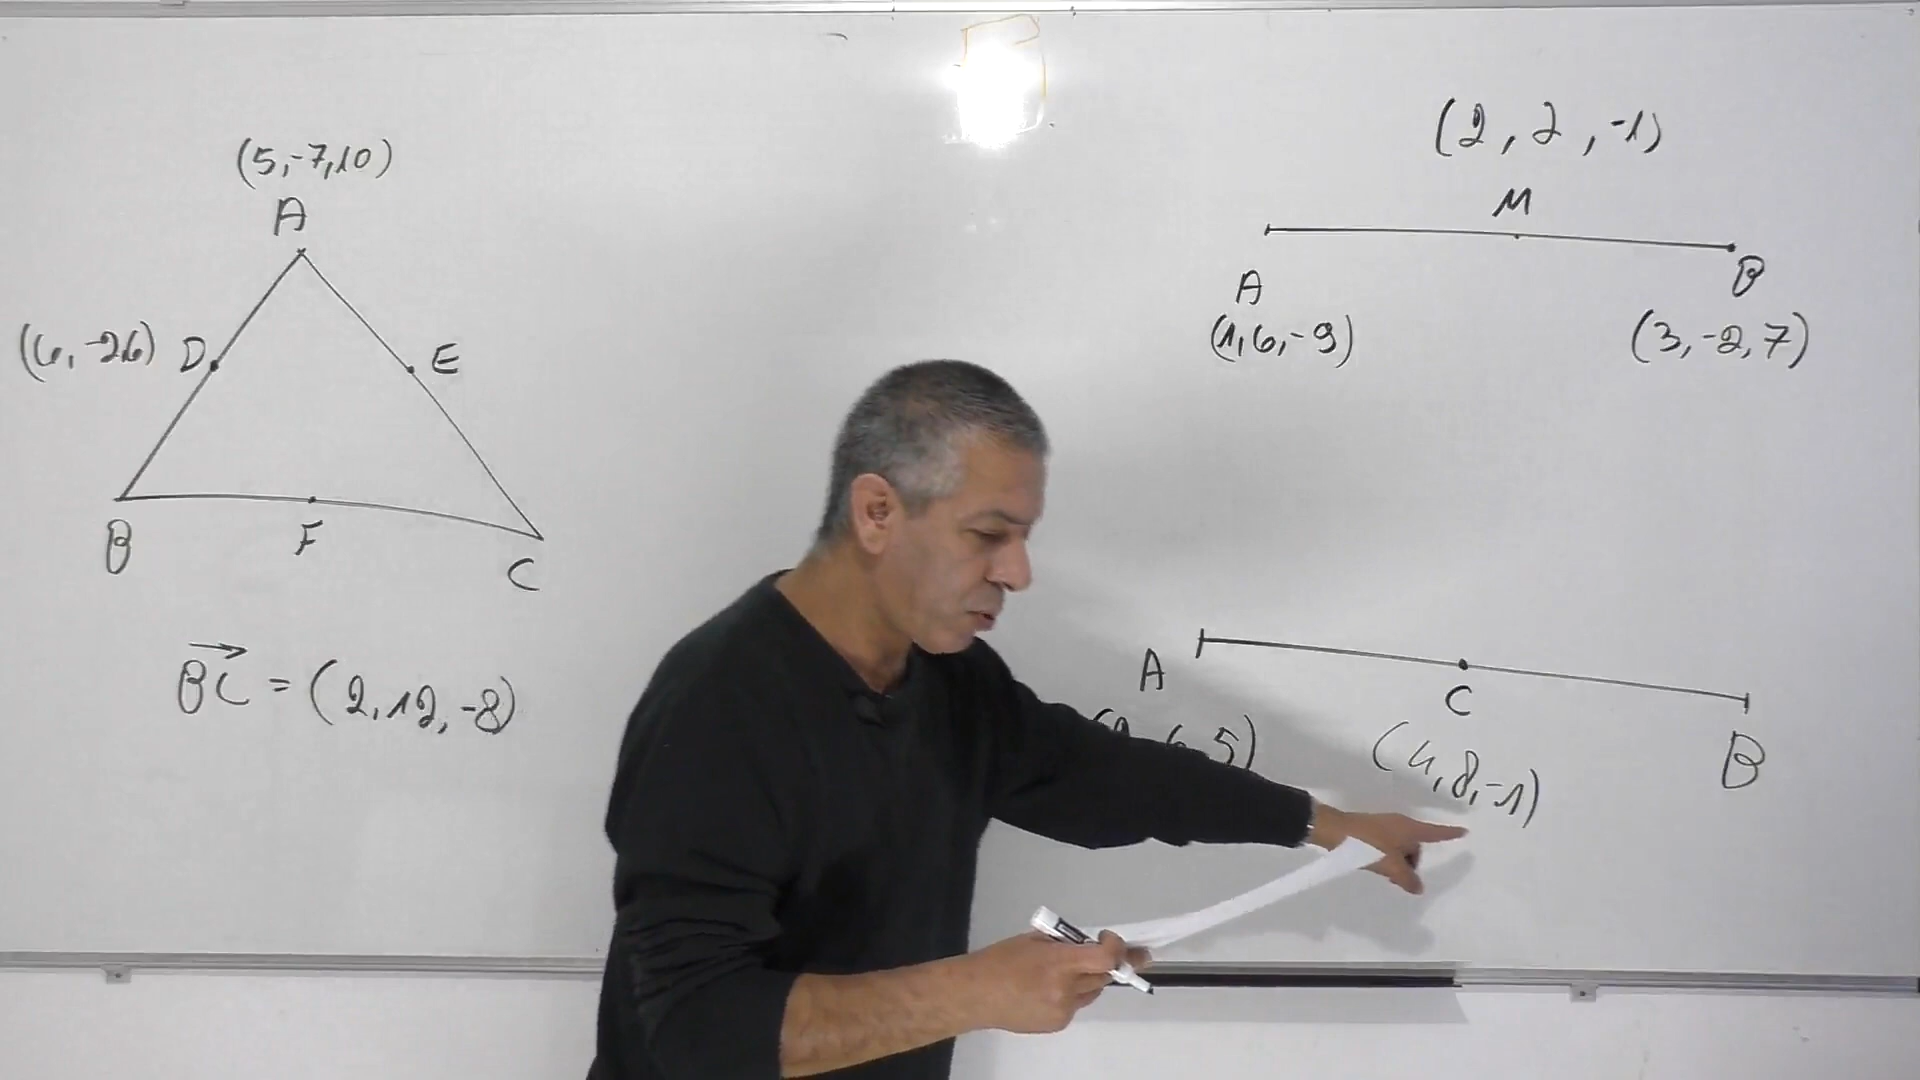 (5,-7,10)
A
(6,-26) D
E
B
F
C
BC = (2,12,-8)
(2, 2, -1)
M
A
B
(1,6,-9)
(3,-2,7)
A
C
B
5)
(4,8,-1)